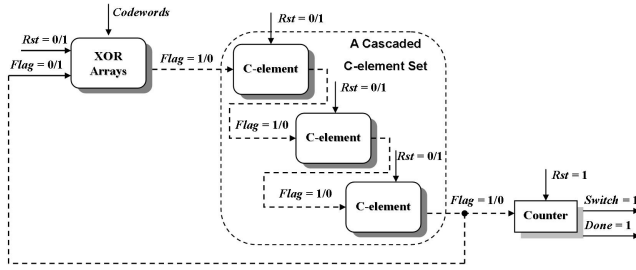 Codewords
Rst = 0/1
Flag = 0/1
XOR
Arrays
Flag = 1/0
Rst = 0/1
C-element
A Cascaded
C-element Set
Rst = 0/1
Flag = 1/0
C-element
Rst = 0/1
Flag = 1/0
C-element
Flag = 1/0
Rst = 1
Counter
Switch = 1
Done = 1